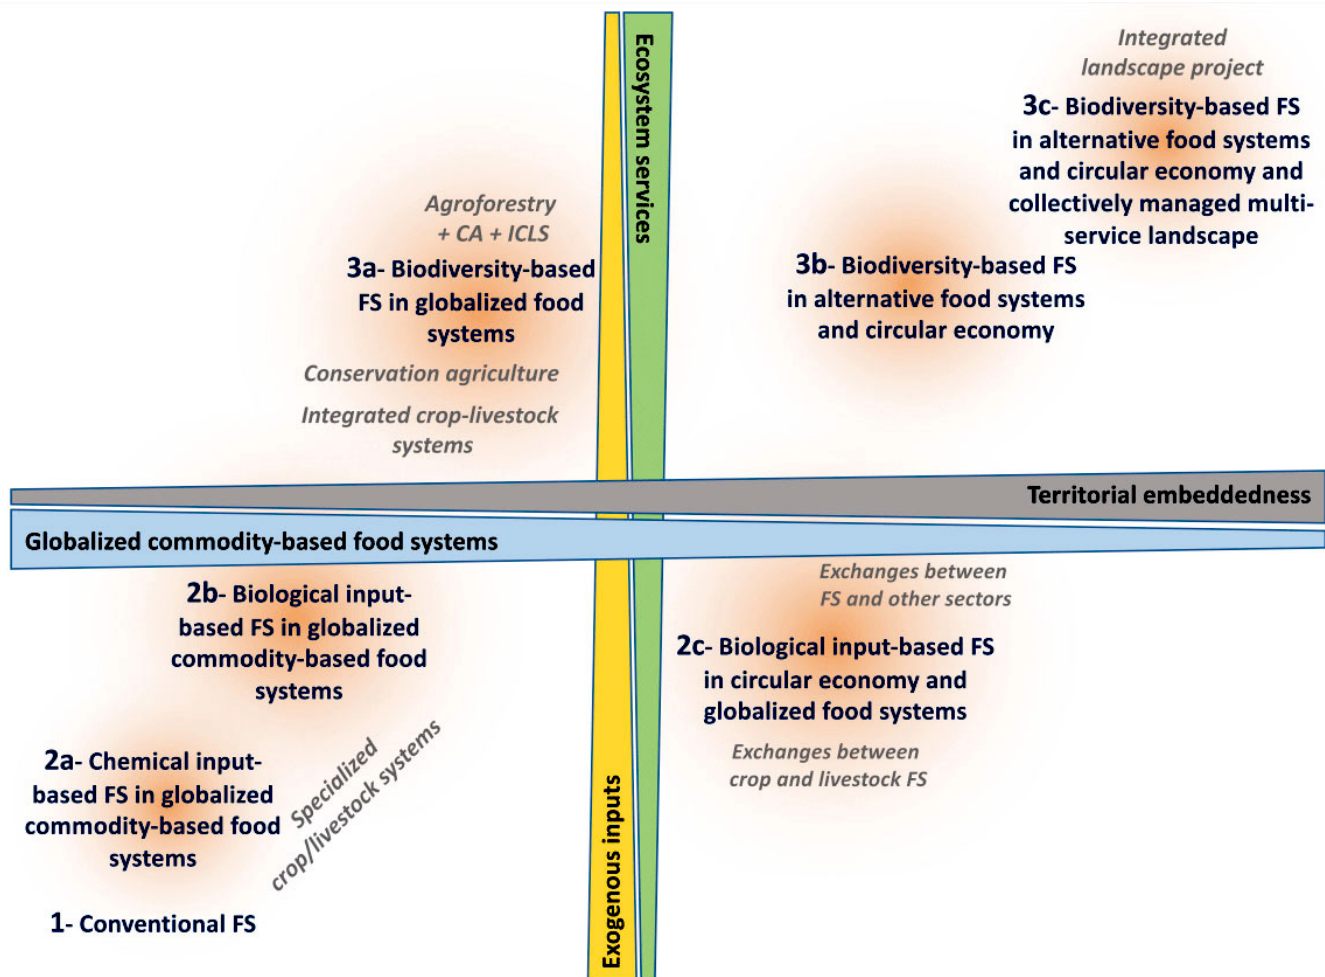 Ecosystem services
Integrated
landscape project
3c- Biodiversity-based FS
in alternative food systems
and circular economy and
collectively managed multi-
service landscape
Agroforestry
+ CA + ICLS
3a- Biodiversity-based
FS in globalized food
systems
Conservation agriculture
Integrated crop-livestock
systems
3b- Biodiversity-based FS
in alternative food systems
and circular economy
Territorial embeddedness
Globalized commodity-based food systems
2b- Biological input-
based FS in globalized
commodity-based food
systems
Exchanges between
FS and other sectors
2c- Biological input-based FS
in circular economy and
globalized food systems
Exchanges between
crop and livestock FS
2a- Chemical input-
based FS in globalized
commodity-based food
systems
Specialized
crop/livestock systems
Exogenous inputs
1- Conventional FS